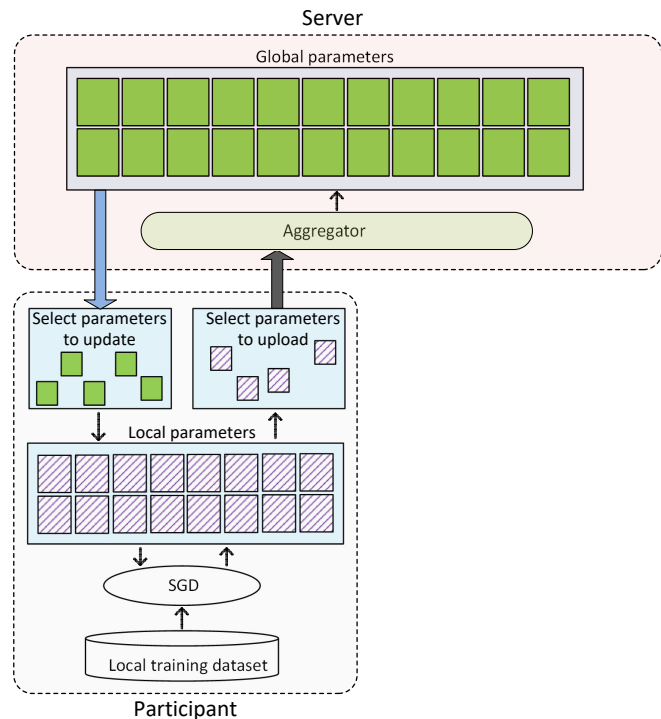 Server
Global parameters
Aggregator
Select parameters
to update
Select parameters
to upload
Local parameters
SGD
Local training dataset
Participant